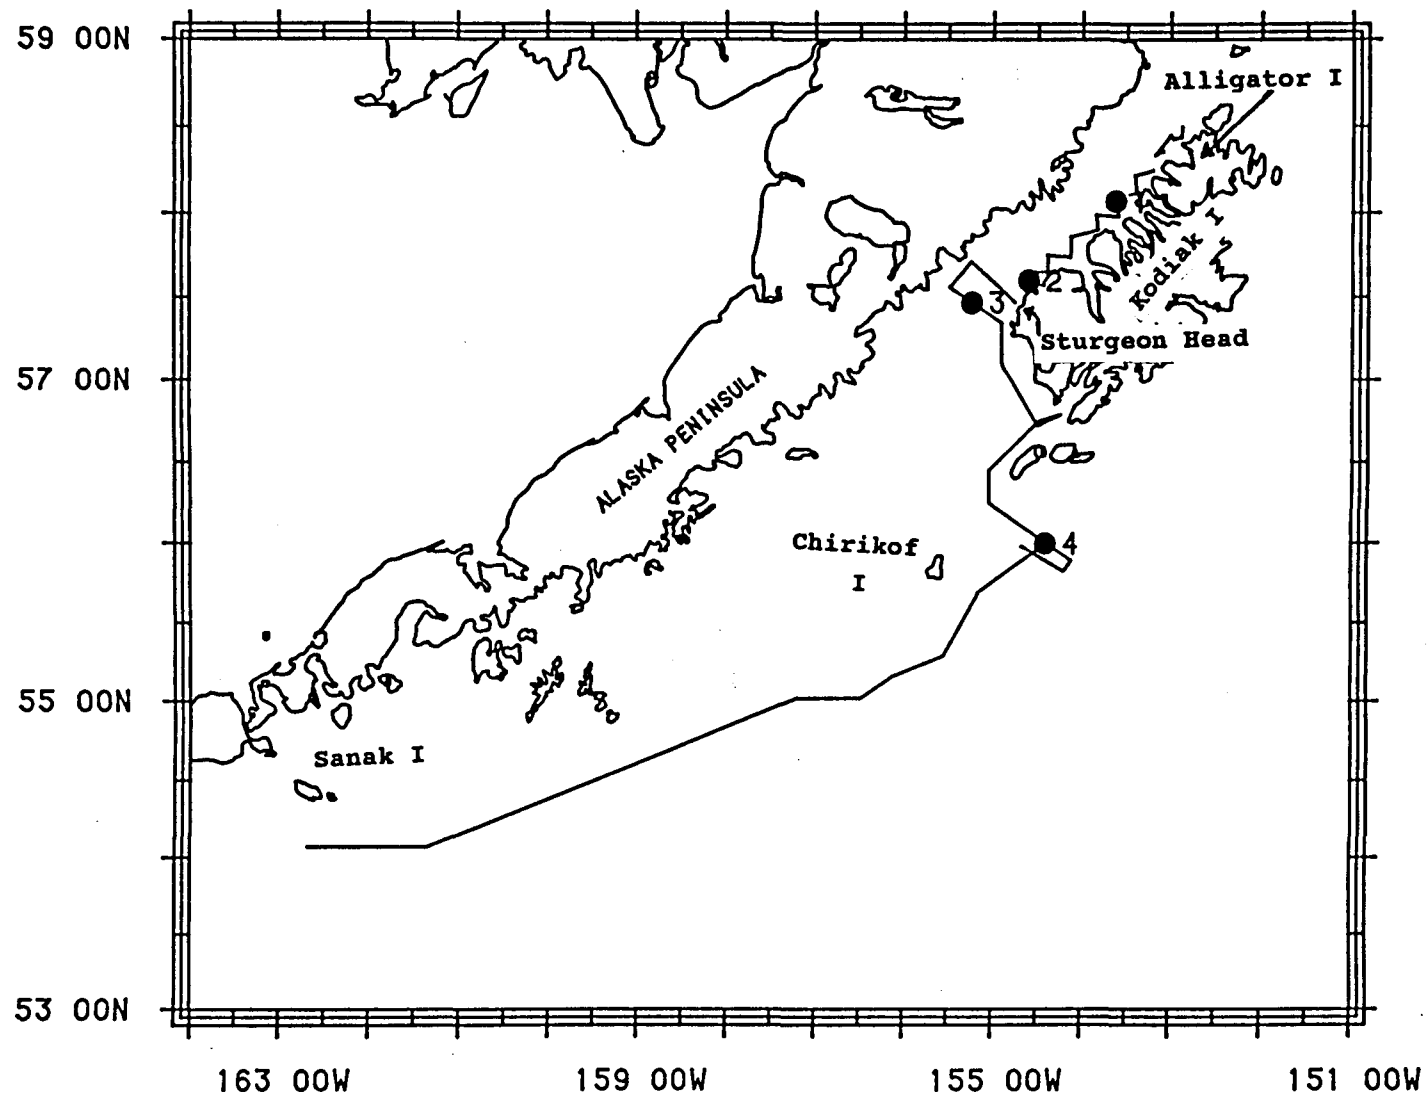 59 00N
Alligator I
Kodiak I
2
3
Sturgeon Head
57 00N
ALASKA PENINSULA
Chirikof
I
4
55 00N
Sanak I
53 00N
163 00W
159 00W
155 00W
151 00W